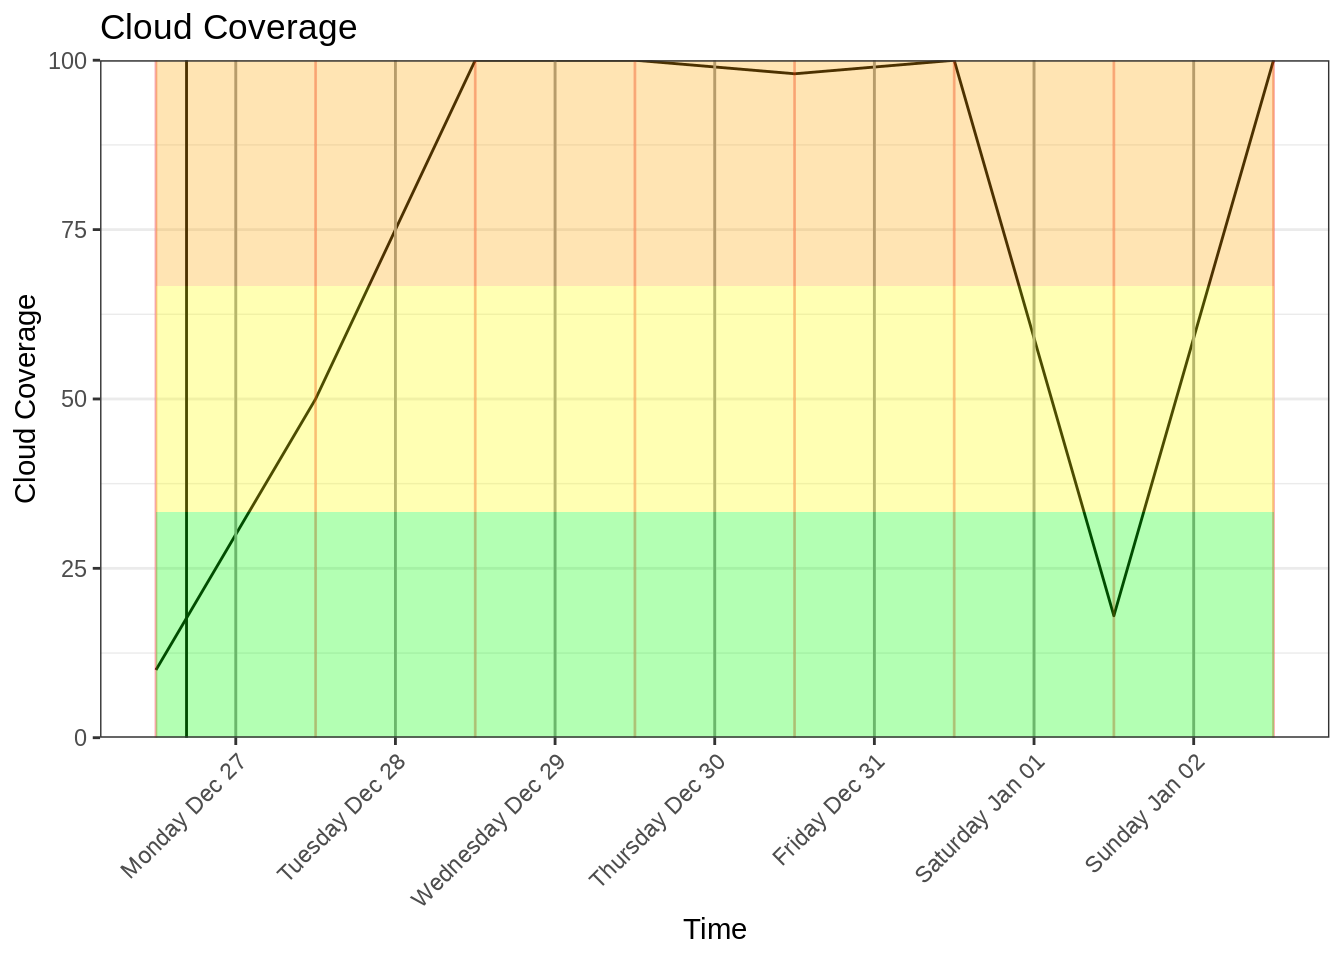 Cloud Coverage
100
75
50
25
0
Cloud Coverage
Monday Dec 27
Tuesday Dec 28
Wednesday Dec 29
Thursday Dec 30
Friday Dec 31
Saturday Jan 01
Sunday Jan 02
Time